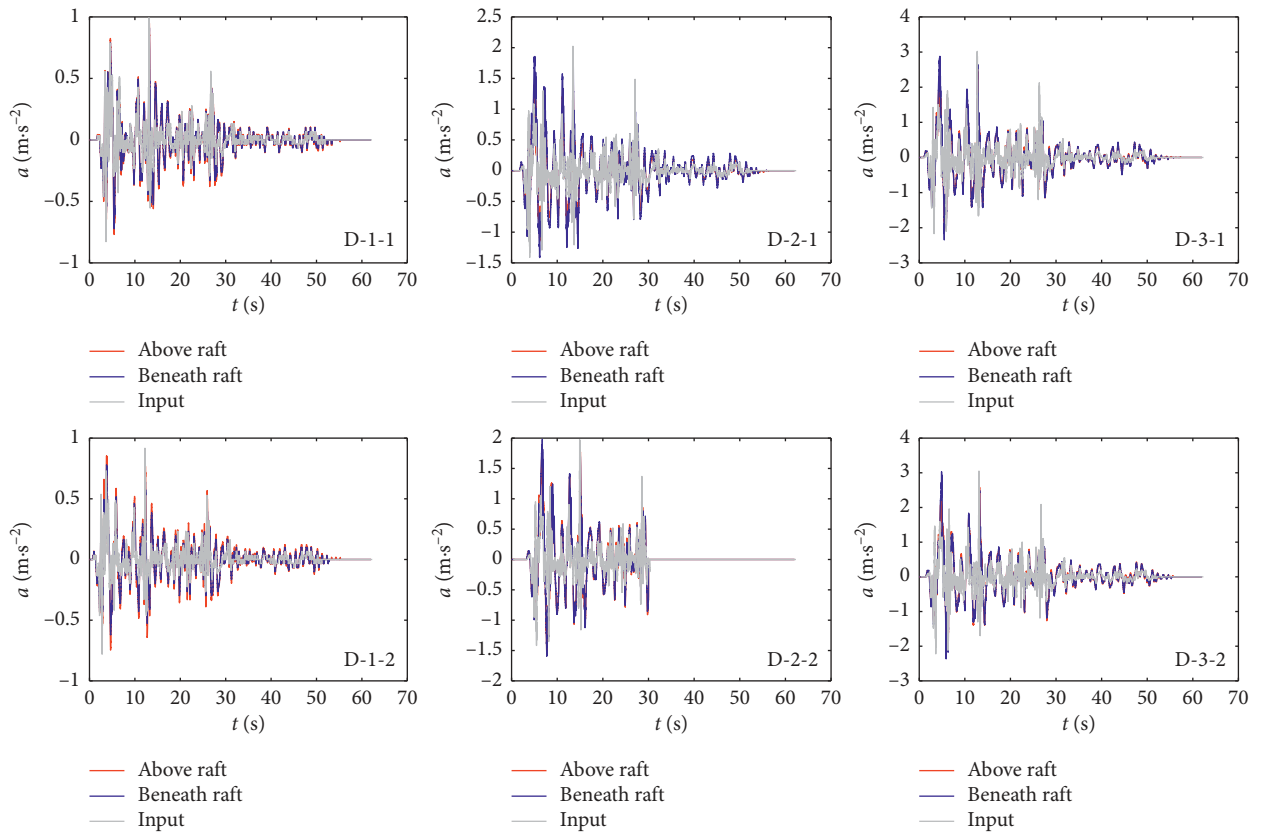 1
0.5
0
−0.5
−1
a (m·s−2)
0 10 20 30 40 50 60 70
t (s)
D-1-1
Above raft
Beneath raft
Input
2.5
2
1.5
1
0.5
0
−0.5
−1
−1.5
a (m·s−2)
0 10 20 30 40 50 60 70
t (s)
D-2-1
Above raft
Beneath raft
Input
4
3
2
1
0
−1
−2
−3
a (m·s−2)
0 10 20 30 40 50 60 70
t (s)
D-3-1
Above raft
Beneath raft
Input
1
0.5
0
−0.5
−1
a (m·s−2)
0 10 20 30 40 50 60 70
t (s)
D-1-2
Above raft
Beneath raft
Input
2
1.5
1
0.5
0
−0.5
−1
−1.5
−2
a (m·s−2)
0 10 20 30 40 50 60 70
t (s)
D-2-2
Above raft
Beneath raft
Input
4
3
2
1
0
−1
−2
−3
a (m·s−2)
0 10 20 30 40 50 60 70
t (s)
D-3-2
Above raft
Beneath raft
Input